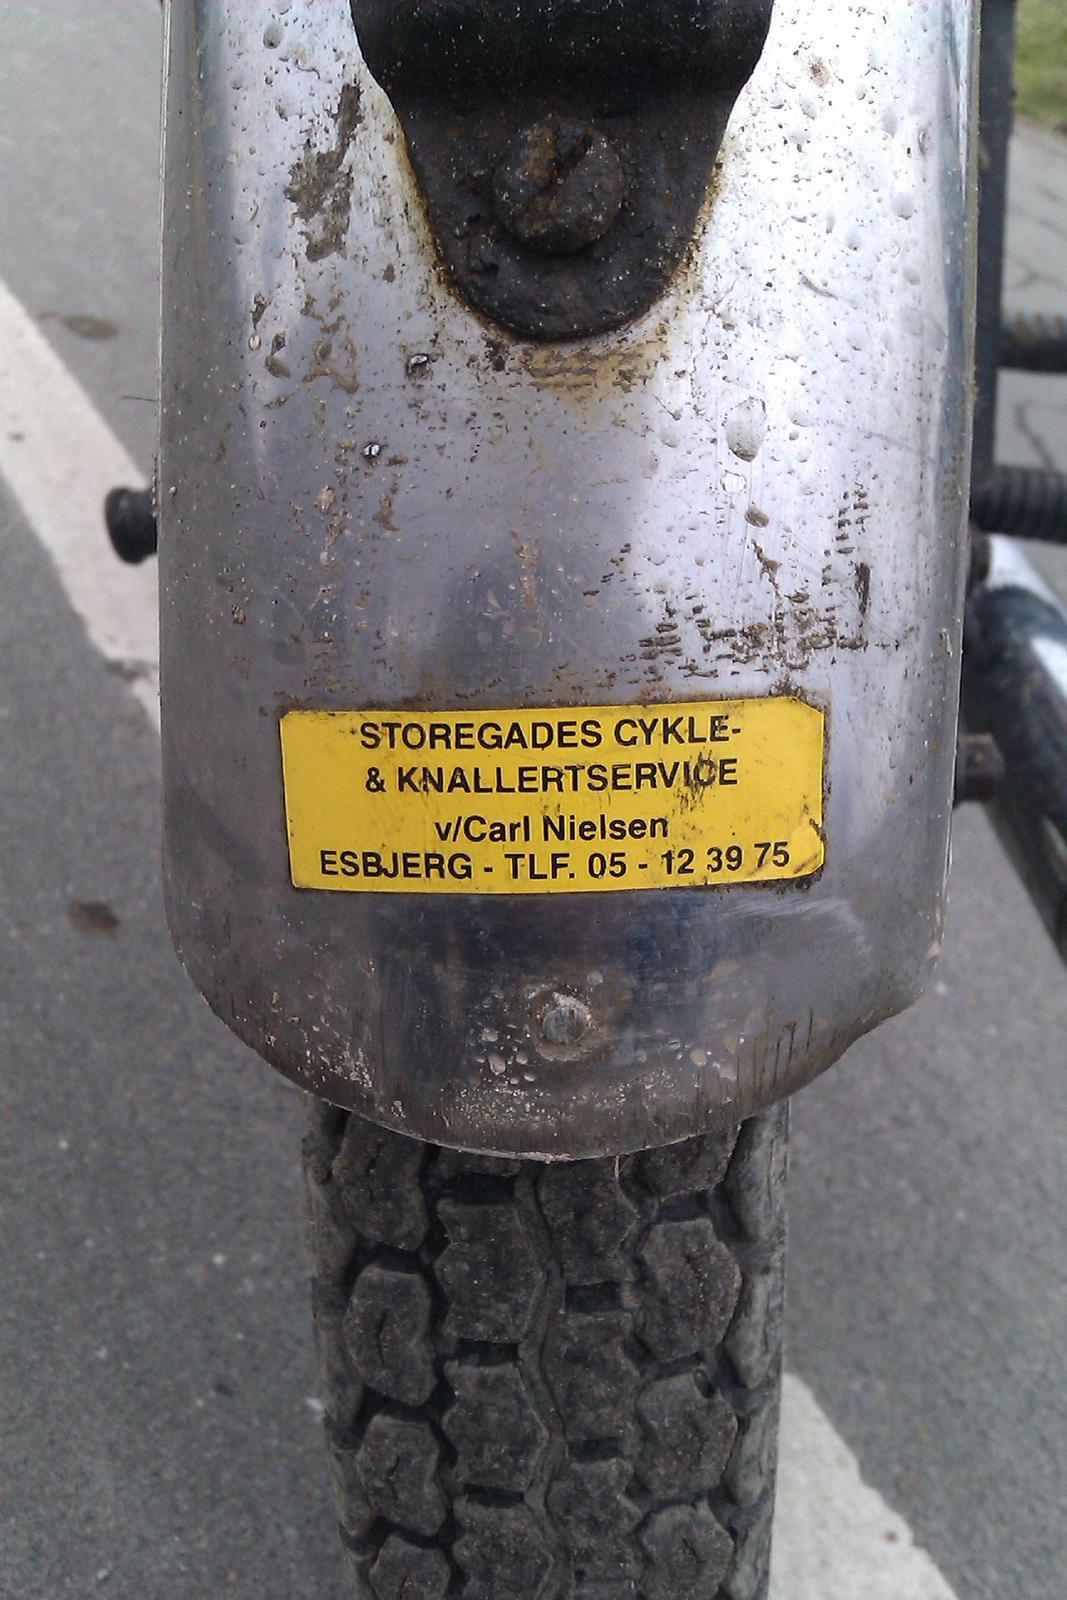 STOREGADES CYKLE-
& KNALLERTSERVICE
v/Carl Nielsen
ESBJERG - TLF. 05 - 12 39 75